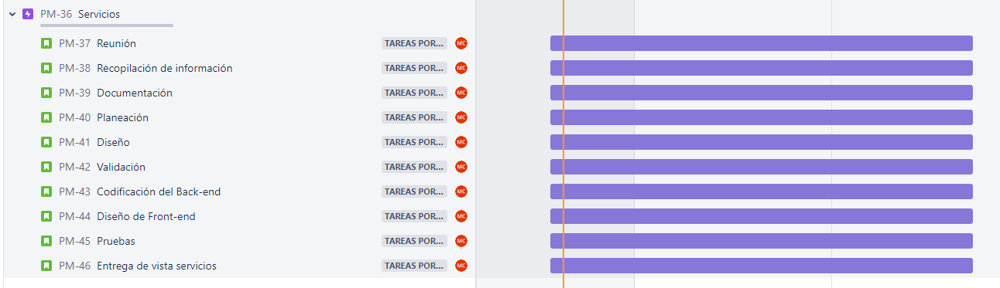 PM-36 Servicios
PM-37 Reunión TAREAS POR... MC
PM-38 Recopilación de información TAREAS POR... MC
PM-39 Documentación TAREAS POR... MC
PM-40 Planeación TAREAS POR... MC
PM-41 Diseño TAREAS POR... MC
PM-42 Validación TAREAS POR... MC
PM-43 Codificación del Back-end TAREAS POR... MC
PM-44 Diseño de Front-end TAREAS POR... MC
PM-45 Pruebas TAREAS POR... MC
PM-46 Entrega de vista servicios TAREAS POR... MC